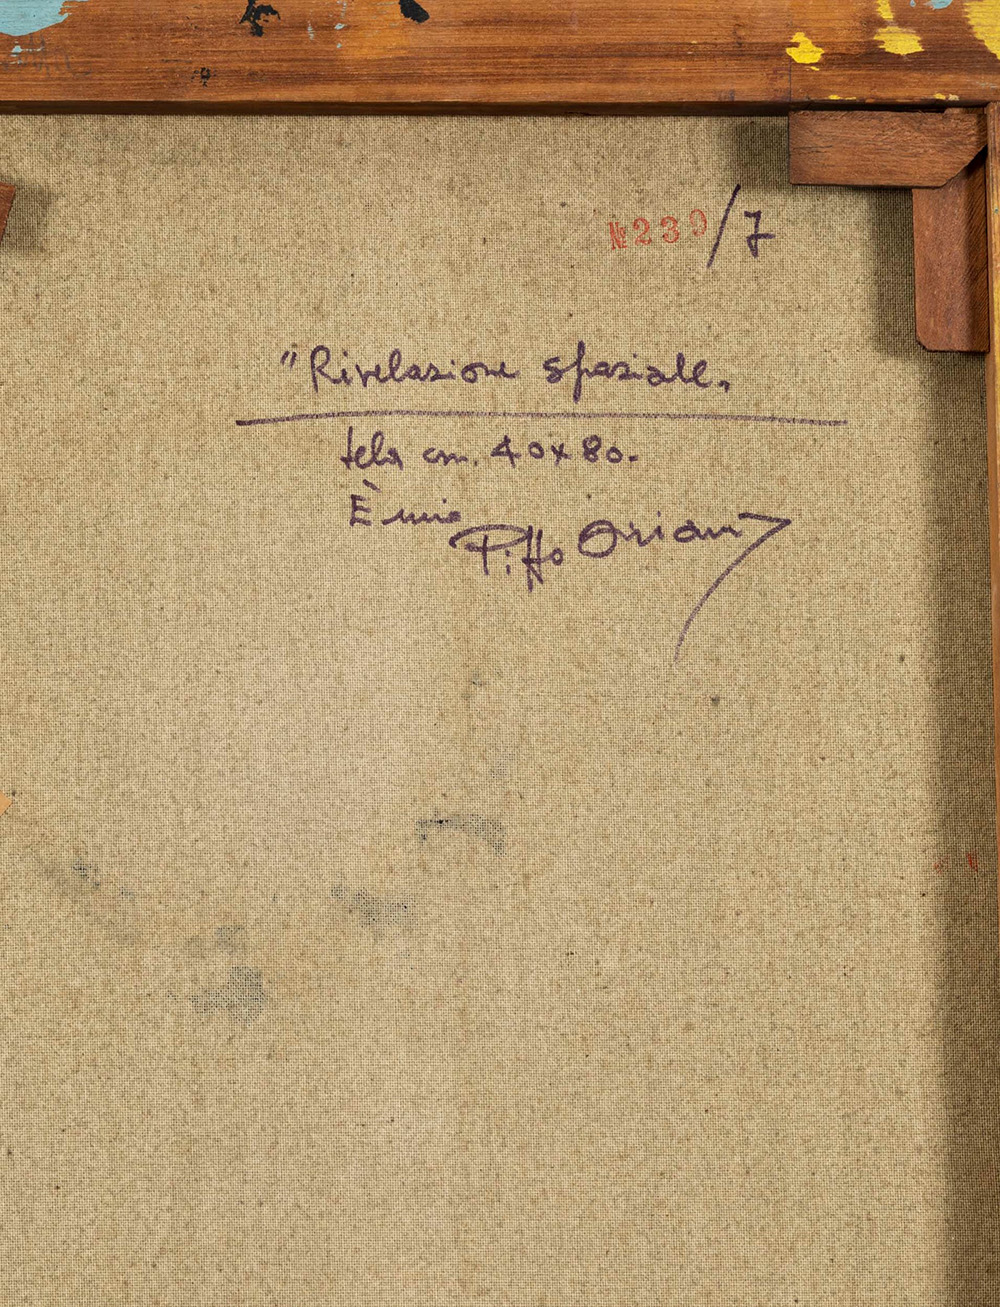 №239/7
"Rivelazione spaziale„
tela cm. 40x80.
È mio Pippo Oriani